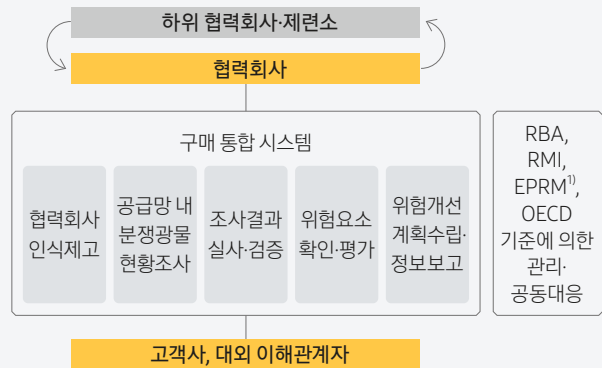 하위 협력회사·제련소
협력회사
구매 통합 시스템
협력회사
인식제고
공급망 내
분쟁광물
현황조사
조사결과
실사·검증
위험요소
확인·평가
위험개선
계획수립·
정보보고
RBA,
RMI,
EPRM¹⁾,
OECD
기준에 의한
관리·
공동대응
고객사, 대외 이해관계자